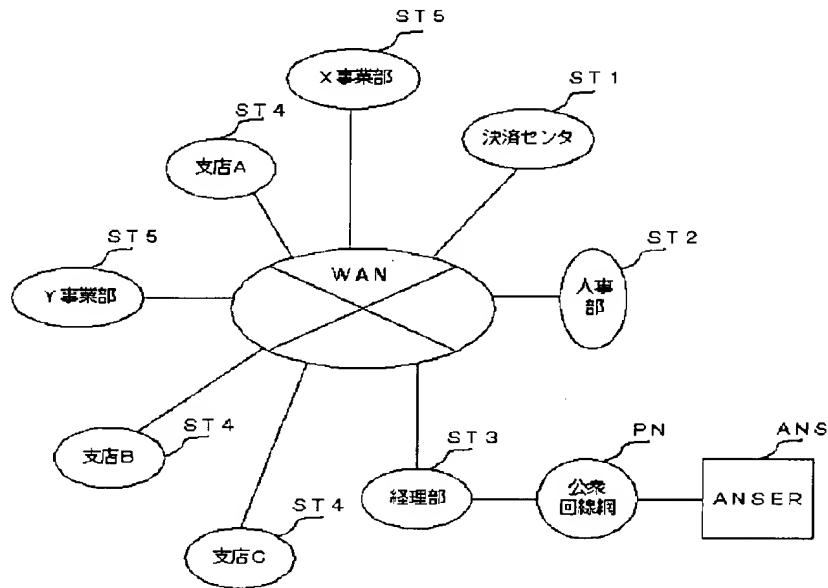 ST5
X事業部
ST1
決済センタ
ST4
支店A
ST5
Y事業部
WAN
ST2
人事
部
ST4
支店B
ST3
経理部
PN
公衆
回線網
ANS
ANSER
ST4
支店C